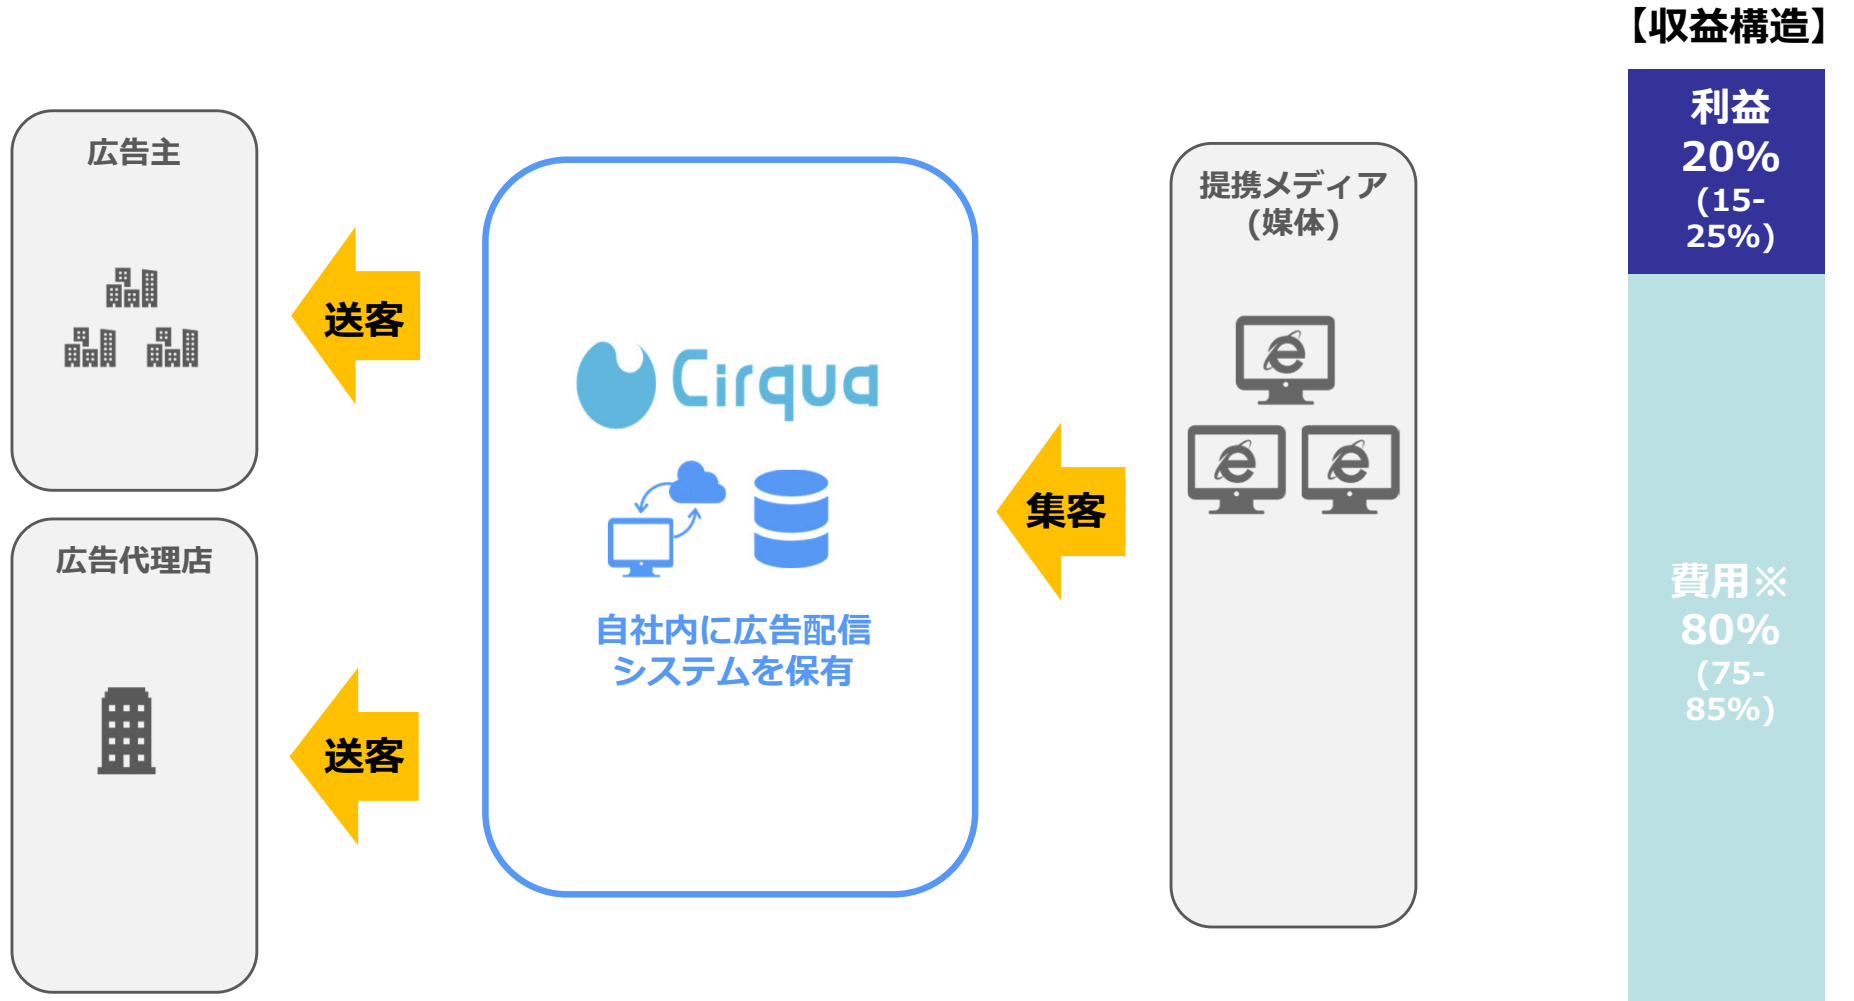 【収益構造】
広告主
送客
広告代理店
送客
Cirqua
自社内に広告配信
システムを保有
集客
提携メディア
(媒体)
利益
20%
(15-
25%)
費用※
80%
(75-
85%)